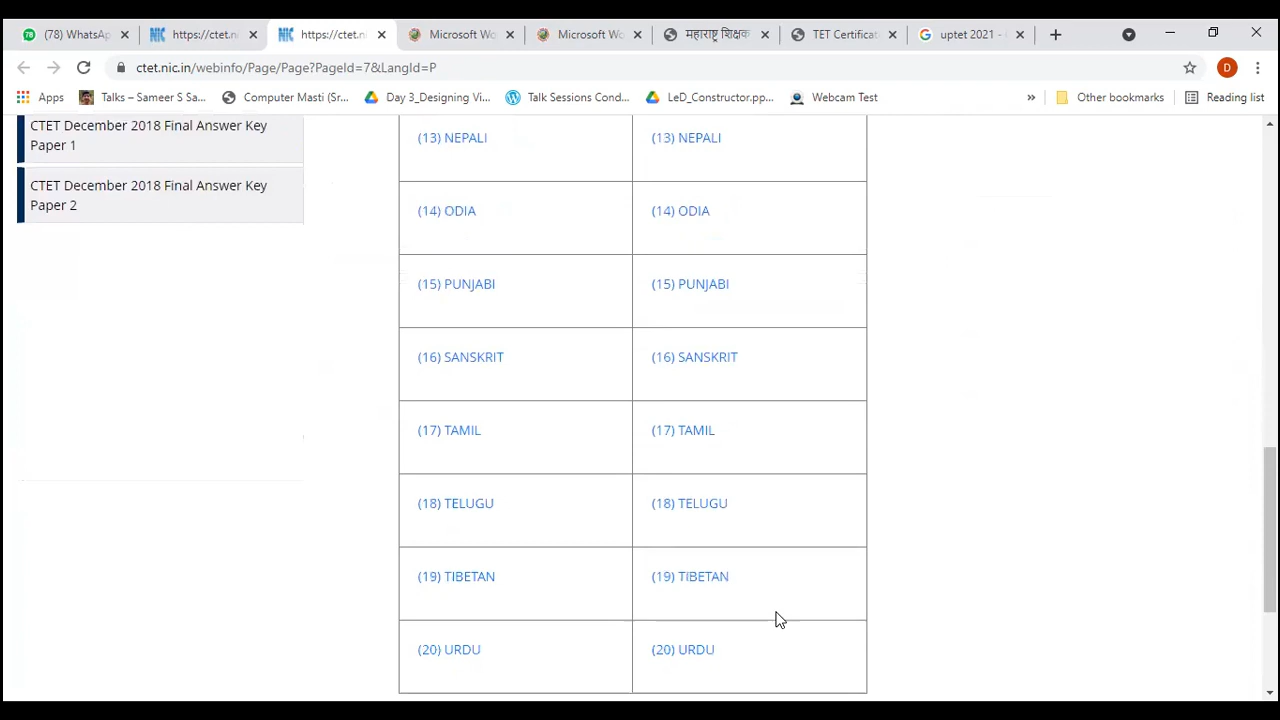 (78) WhatsAp
https://ctet.ni
https://ctet.ni
Microsoft Wo
Microsoft Wo
महाराष्ट्र शिक्षक
TET Certificat
uptet 2021 -
ctet.nic.in/webinfo/Page/Page?PageId=7&LangId=P
D
Apps
Talks – Sameer S Sa...
Computer Masti (Sr...
Day 3_Designing Vi...
Talk Sessions Cond...
LeD_Constructor.pp...
Webcam Test
»
Other bookmarks
Reading list
CTET December 2018 Final Answer Key
Paper 1
CTET December 2018 Final Answer Key
Paper 2
(13) NEPALI
(13) NEPALI
(14) ODIA
(14) ODIA
(15) PUNJABI
(15) PUNJABI
(16) SANSKRIT
(16) SANSKRIT
(17) TAMIL
(17) TAMIL
(18) TELUGU
(18) TELUGU
(19) TIBETAN
(19) TIBETAN
(20) URDU
(20) URDU